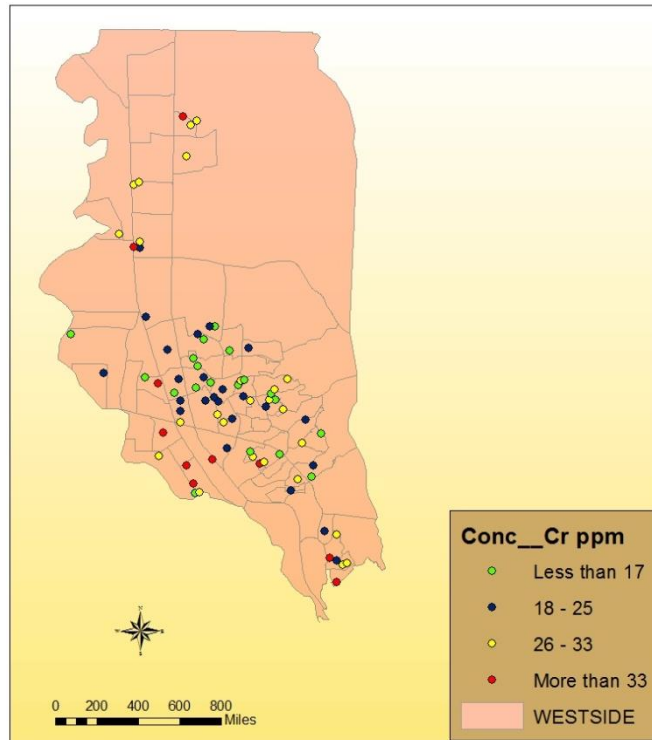 Conc__Cr ppm
Less than 17
18 - 25
26 - 33
More than 33
WESTSIDE
N
W
E
S
0 200 400 600 800
Miles